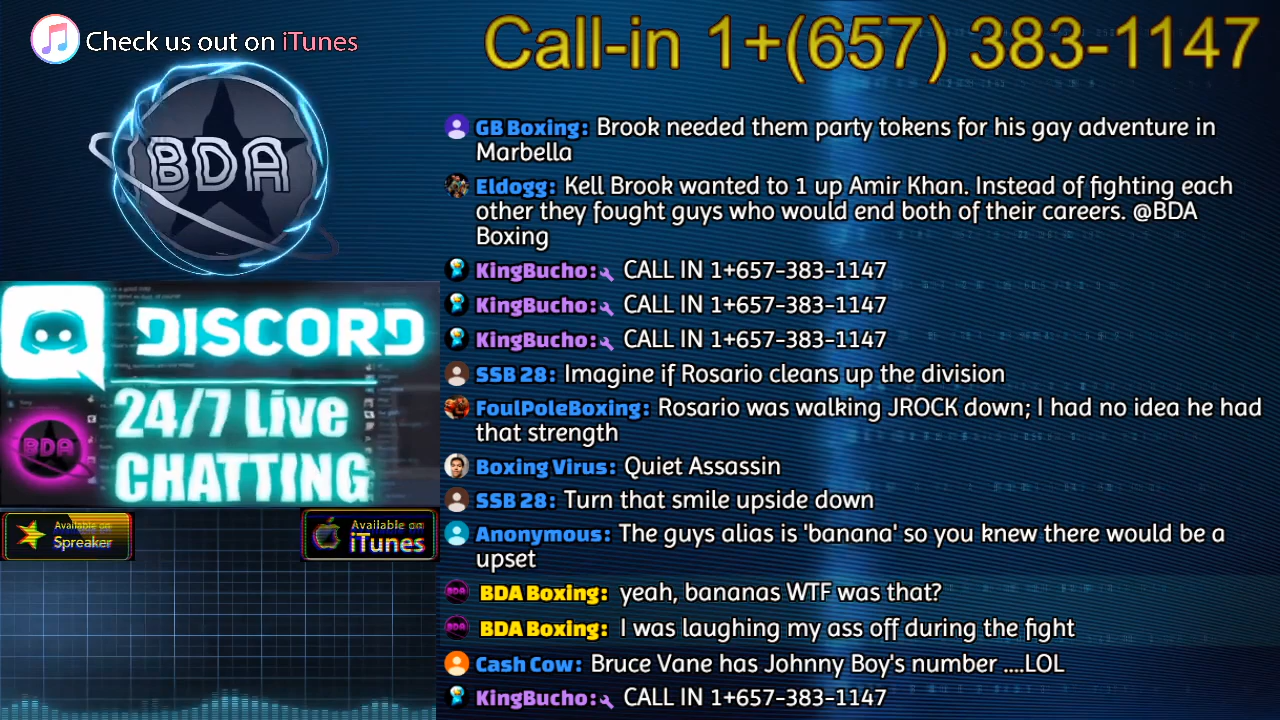 Check us out on iTunes
Call-in 1+(657) 383-1147
BDA
DISCORD
24/7 Live
CHATTING
BDA
Available on
Spreaker
Available on
iTunes
GB Boxing: Brook needed them party tokens for his gay adventure in
Marbella
Eldogg: Kell Brook wanted to 1 up Amir Khan. Instead of fighting each
other they fought guys who would end both of their careers. @BDA
Boxing
KingBucho: CALL IN 1+657-383-1147
KingBucho: CALL IN 1+657-383-1147
KingBucho: CALL IN 1+657-383-1147
SSB 28: Imagine if Rosario cleans up the division
FoulPoleBoxing: Rosario was walking JROCK down; I had no idea he had
that strength
Boxing Virus: Quiet Assassin
SSB 28: Turn that smile upside down
Anonymous: The guys alias is 'banana' so you knew there would be a
upset
BDA Boxing: yeah, bananas WTF was that?
BDA Boxing: I was laughing my ass off during the fight
Cash Cow: Bruce Vane has Johnny Boy's number ....LOL
KingBucho: CALL IN 1+657-383-1147